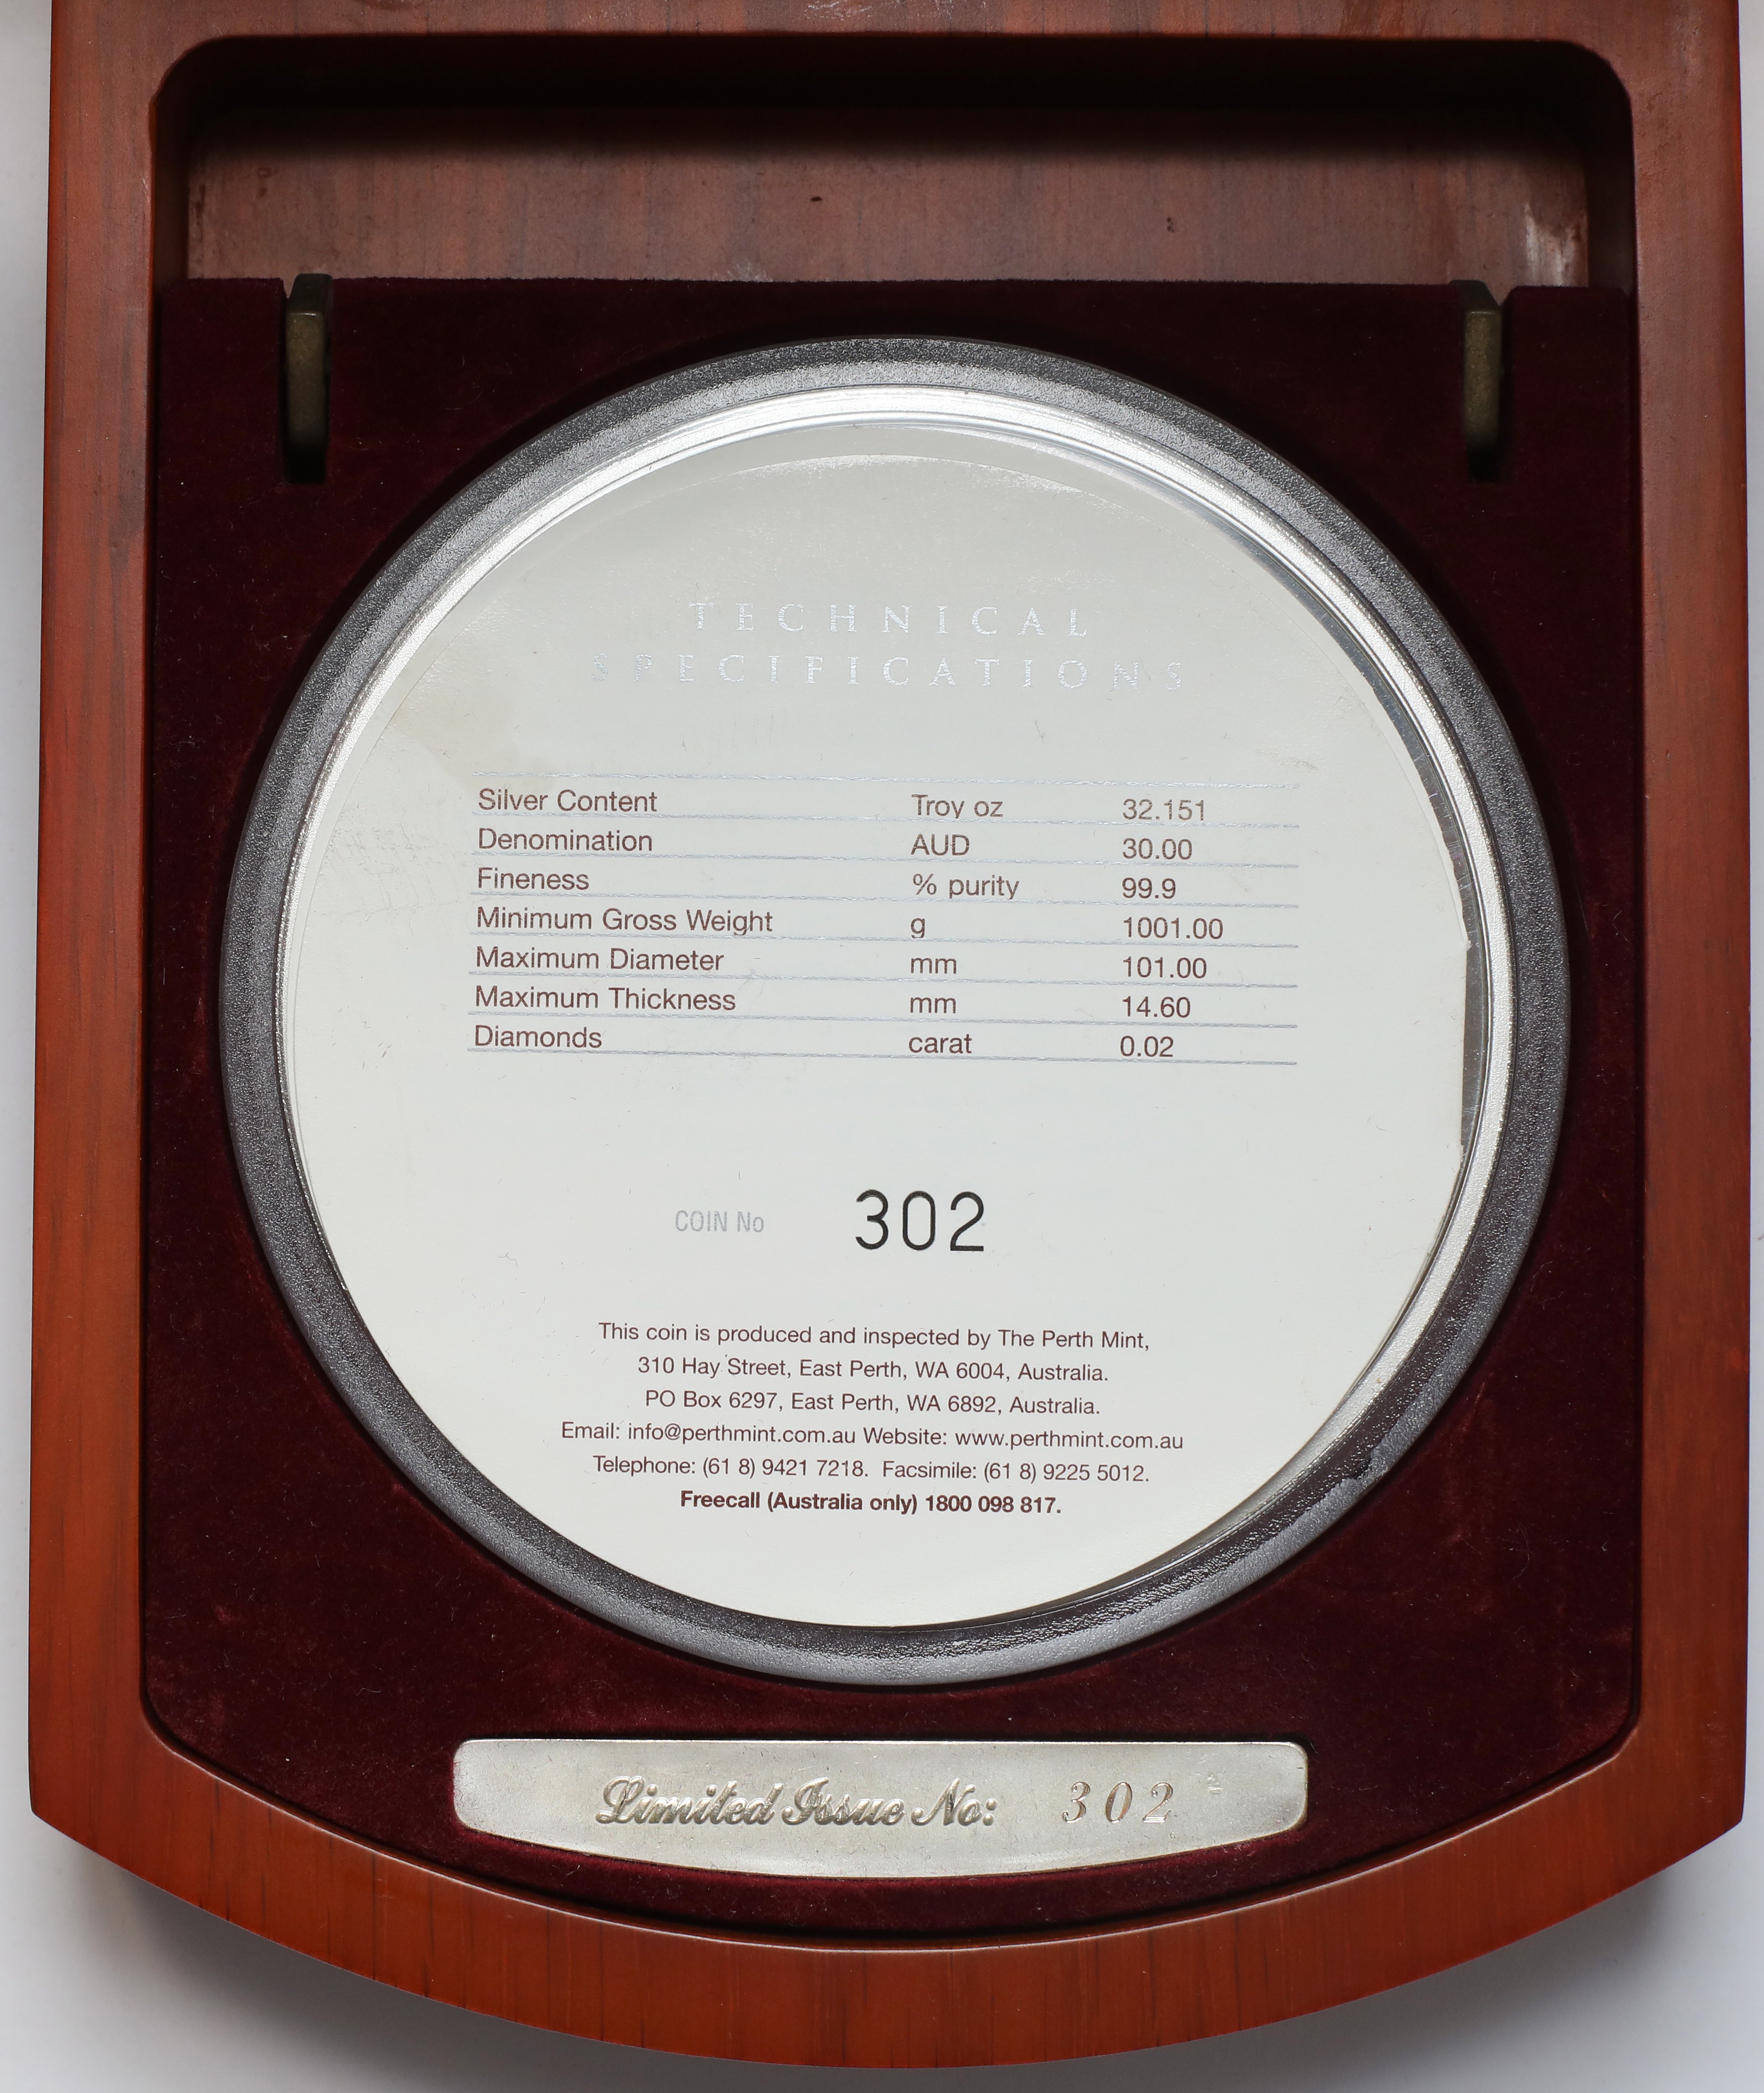 TECHNICAL
SPECIFICATIONS
Silver Content Troy oz 32.151
Denomination AUD 30.00
Fineness % purity 99.9
Minimum Gross Weight g 1001.00
Maximum Diameter mm 101.00
Maximum Thickness mm 14.60
Diamonds carat 0.02
COIN No 302
This coin is produced and inspected by The Perth Mint,
310 Hay Street, East Perth, WA 6004, Australia.
PO Box 6297, East Perth, WA 6892, Australia.
Email: info@perthmint.com.au Website: www.perthmint.com.au
Telephone: (61 8) 9421 7218. Facsimile: (61 8) 9225 5012.
Freecall (Australia only) 1800 098 817.
Limited Issue No: 302